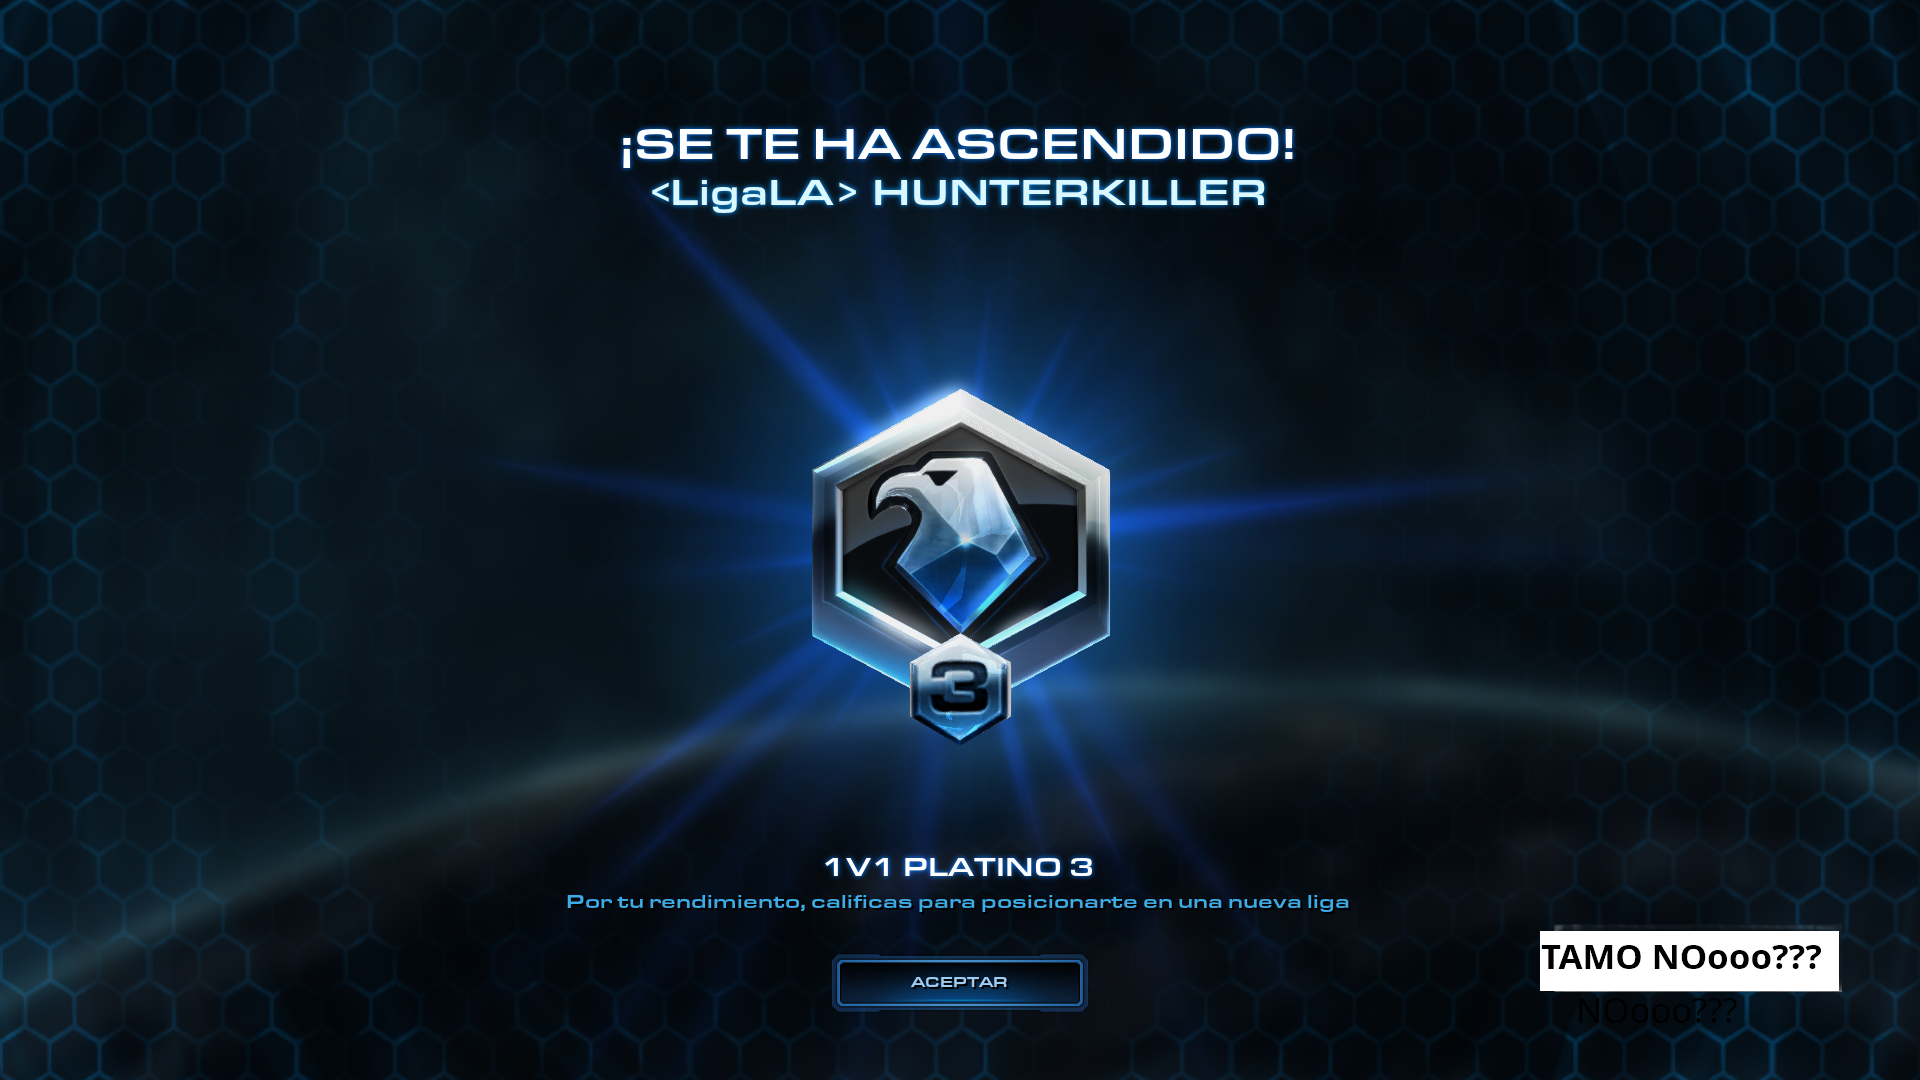 ¡SE TE HA ASCENDIDO!
<LigaLA> HUNTERKILLER
3
1V1 PLATINO 3
Por tu rendimiento, calificas para posicionarte en una nueva liga
ACEPTAR
TAMO NOooo???
NOooo???